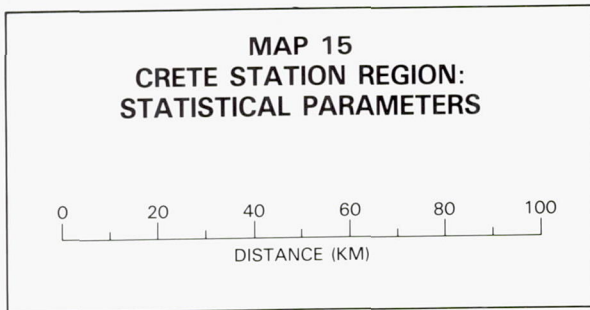 MAP 15
CRETE STATION REGION:
STATISTICAL PARAMETERS
0 20 40 60 80 100
DISTANCE (KM)